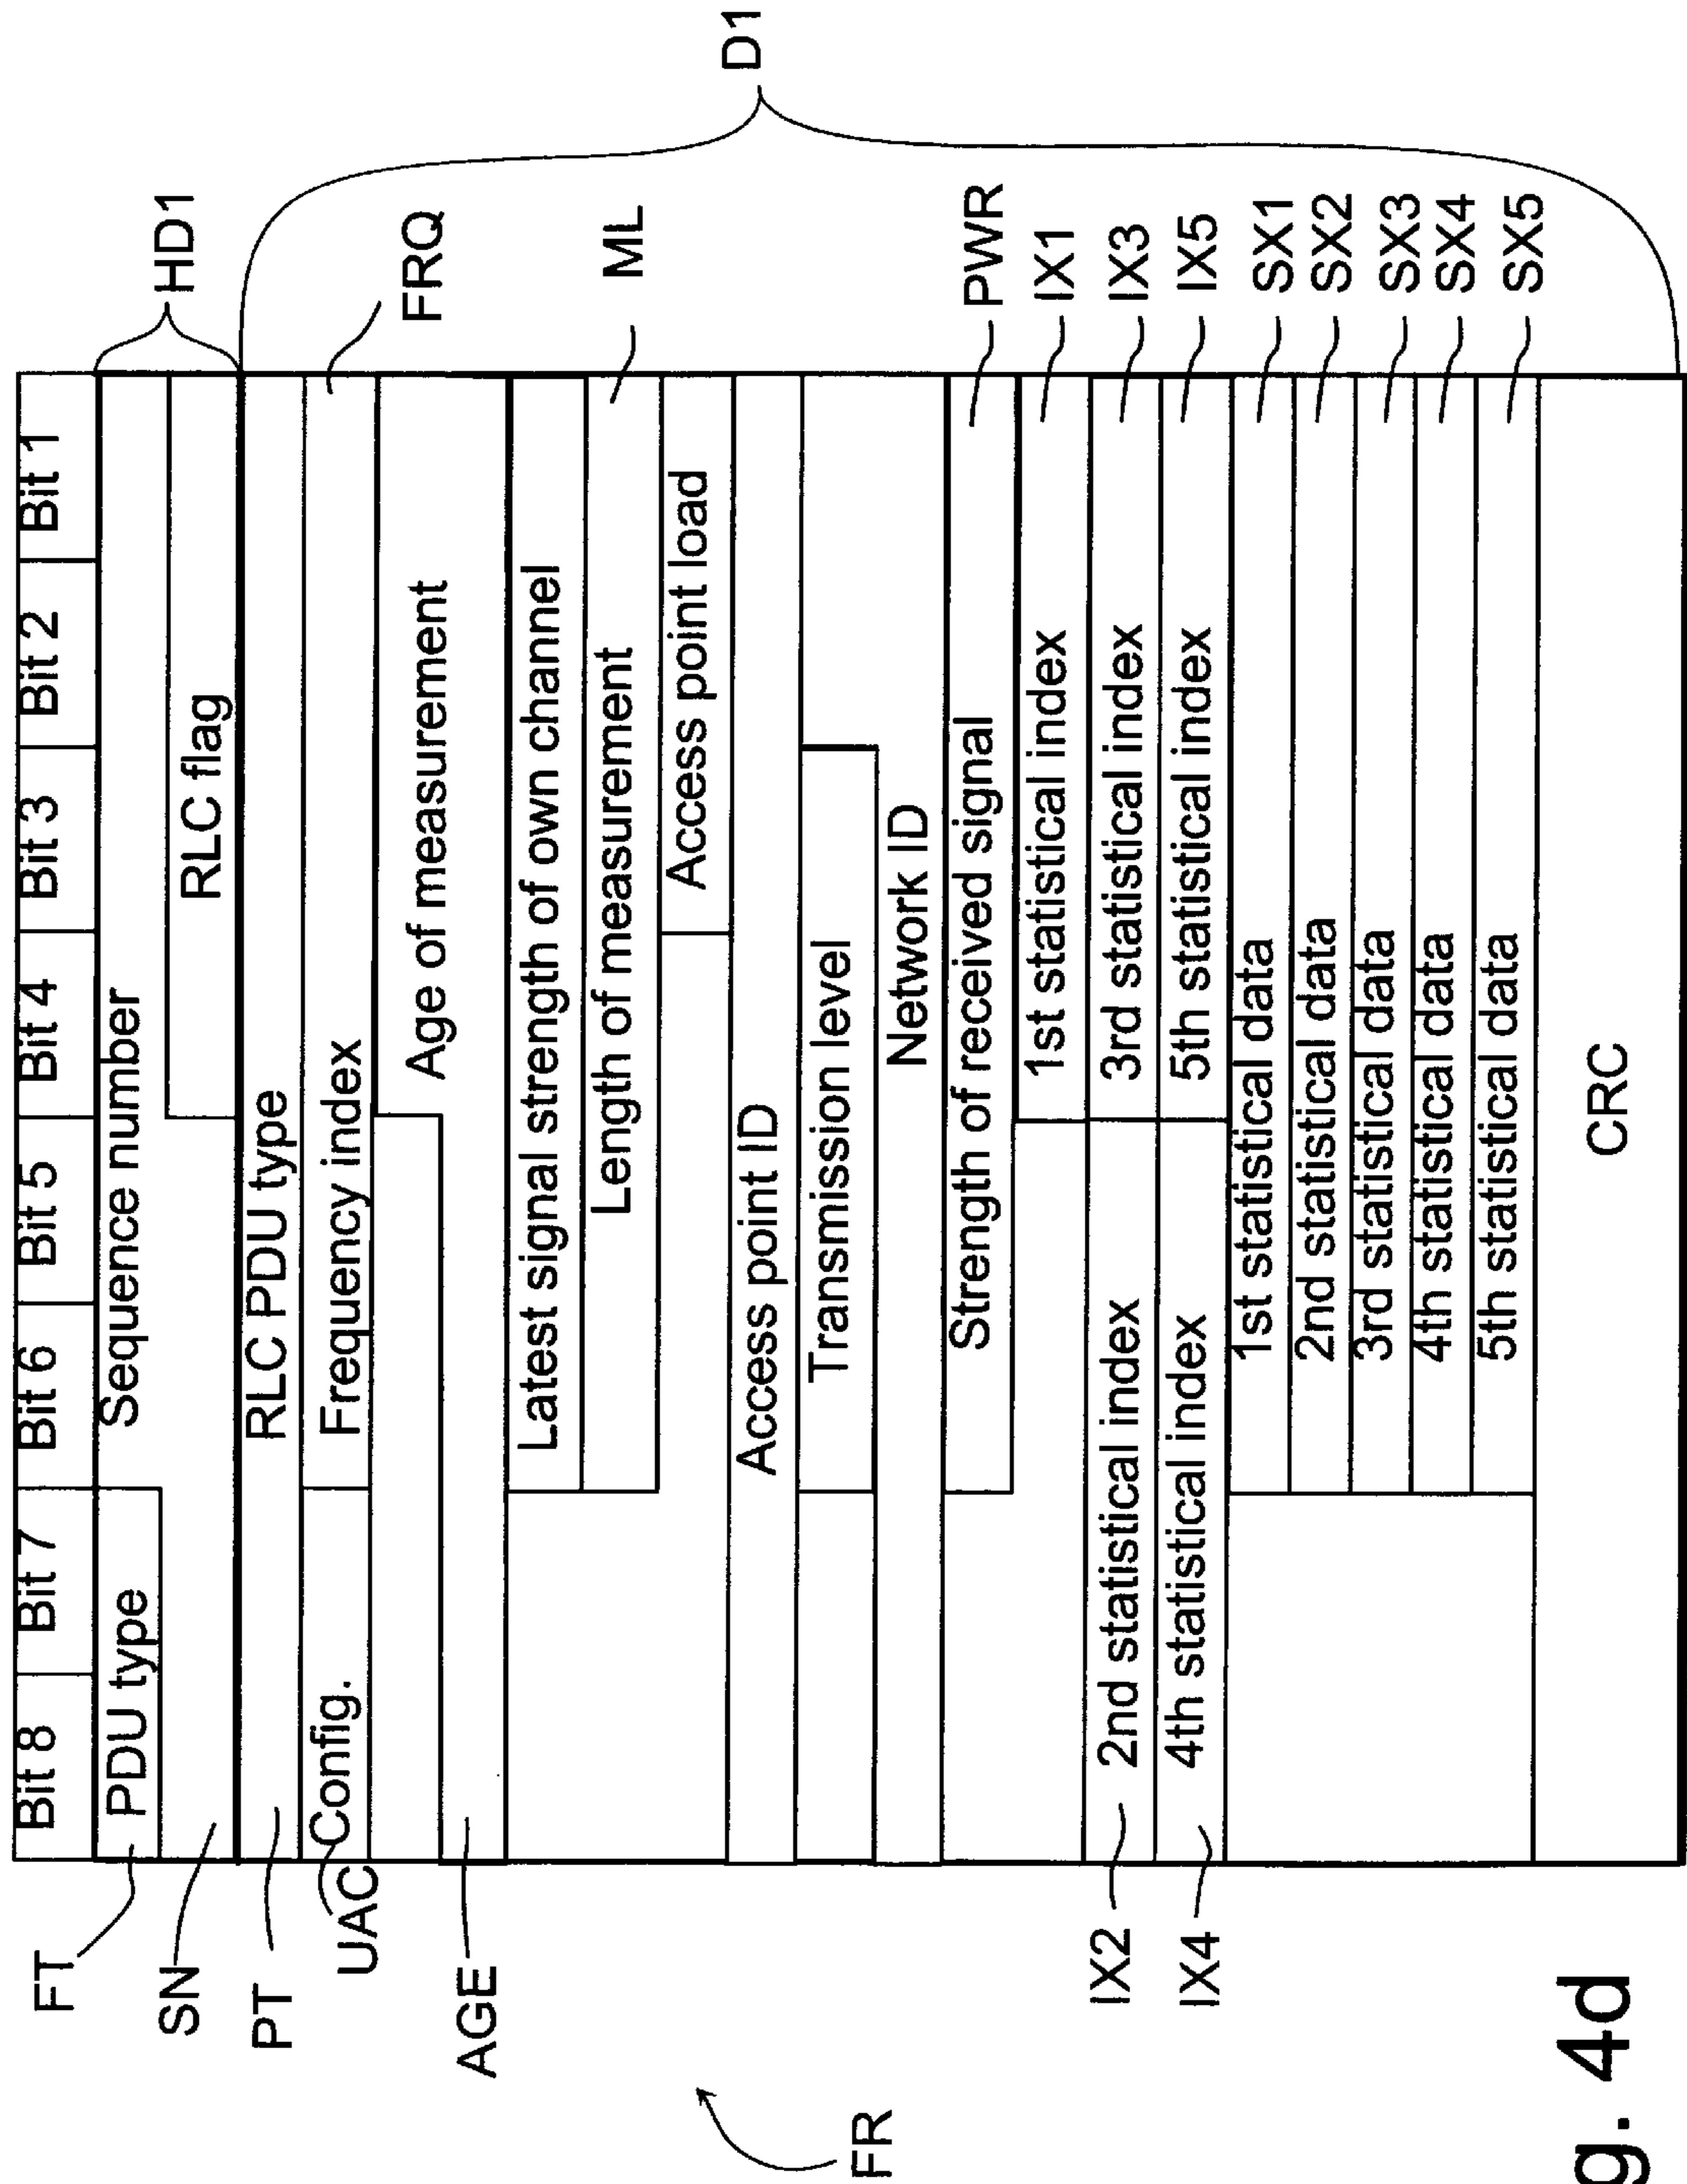 Bit 8 Bit 7 Bit 6 Bit 5 Bit 4 Bit 3 Bit 2 Bit 1
FT PDU type Sequence number
SN RLC flag HD1
PT RLC PDU type
UAC Config. Frequency index FRQ
Age of measurement
AGE
Latest signal strength of own channel
Length of measurement ML
Access point load
Access point ID
Transmission level
Network ID
Strength of received signal PWR
1st statistical index IX1
IX2 2nd statistical index 3rd statistical index IX3
IX4 4th statistical index 5th statistical index IX5
1st statistical data SX1
2nd statistical data SX2
3rd statistical data SX3
4th statistical data SX4
5th statistical data SX5
CRC
D1
FR
g. 4d